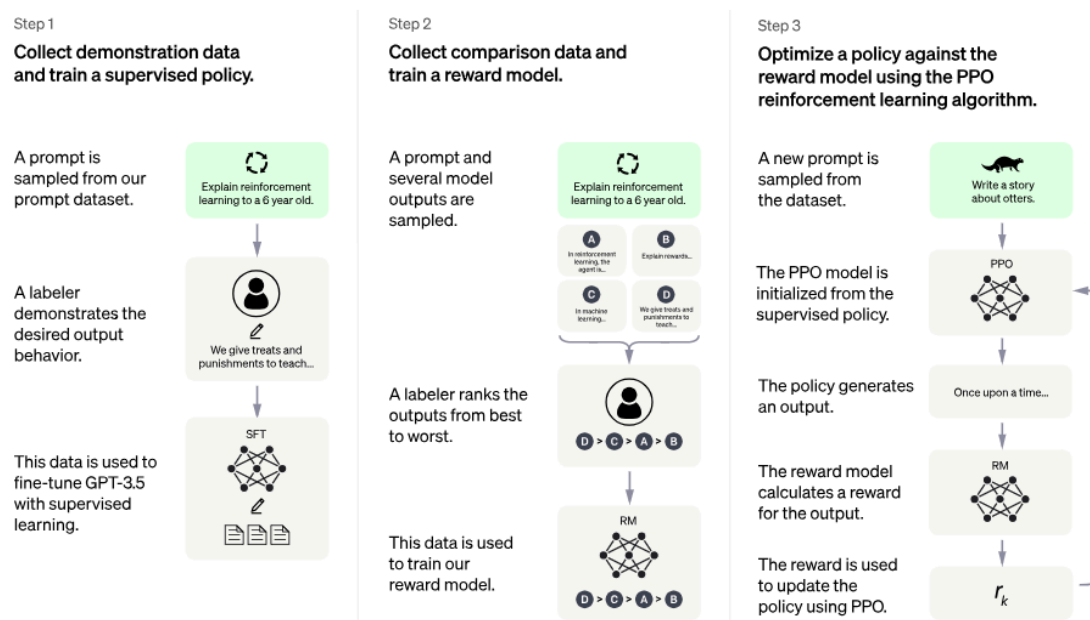 Step 1
Collect demonstration data
and train a supervised policy.
A prompt is
sampled from our
prompt dataset.
Explain reinforcement
learning to a 6 year old.
A labeler
demonstrates the
desired output
behavior.
We give treats and
punishments to teach...
This data is used to
fine-tune GPT-3.5
with supervised
learning.
SFT
Step 2
Collect comparison data and
train a reward model.
A prompt and
several model
outputs are
sampled.
Explain reinforcement
learning to a 6 year old.
A
In reinforcement
learning, the
agent is...
B
Explain rewards...
C
In machine
learning...
D
We give treats and
punishments to
teach...
A labeler ranks the
outputs from best
to worst.
D > C > A > B
This data is used
to train our
reward model.
RM
D > C > A > B
Step 3
Optimize a policy against the
reward model using the PPO
reinforcement learning algorithm.
A new prompt is
sampled from
the dataset.
Write a story
about otters.
The PPO model is
initialized from the
supervised policy.
PPO
The policy generates
an output.
Once upon a time...
The reward model
calculates a reward
for the output.
RM
The reward is used
to update the
policy using PPO.
rₖ